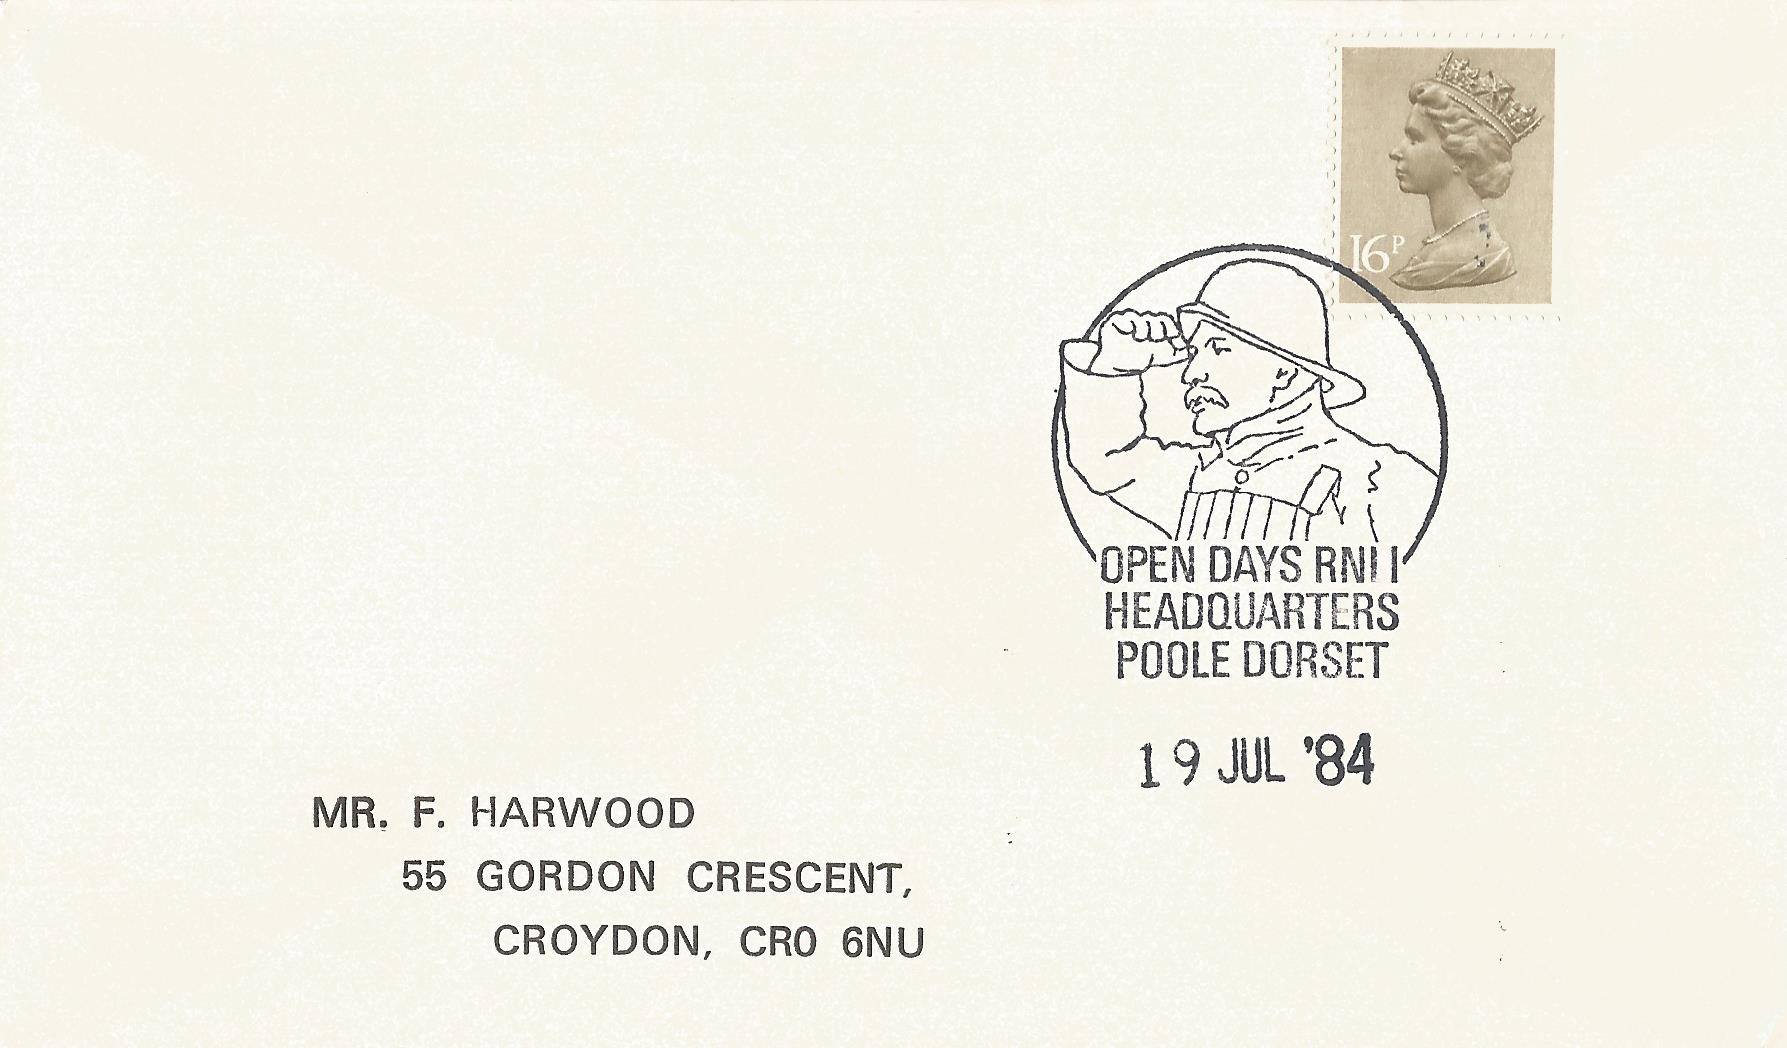 16P
OPEN DAYS RNLI
HEADQUARTERS
POOLE DORSET
19 JUL '84
MR. F. HARWOOD
55 GORDON CRESCENT,
CROYDON, CR0 6NU